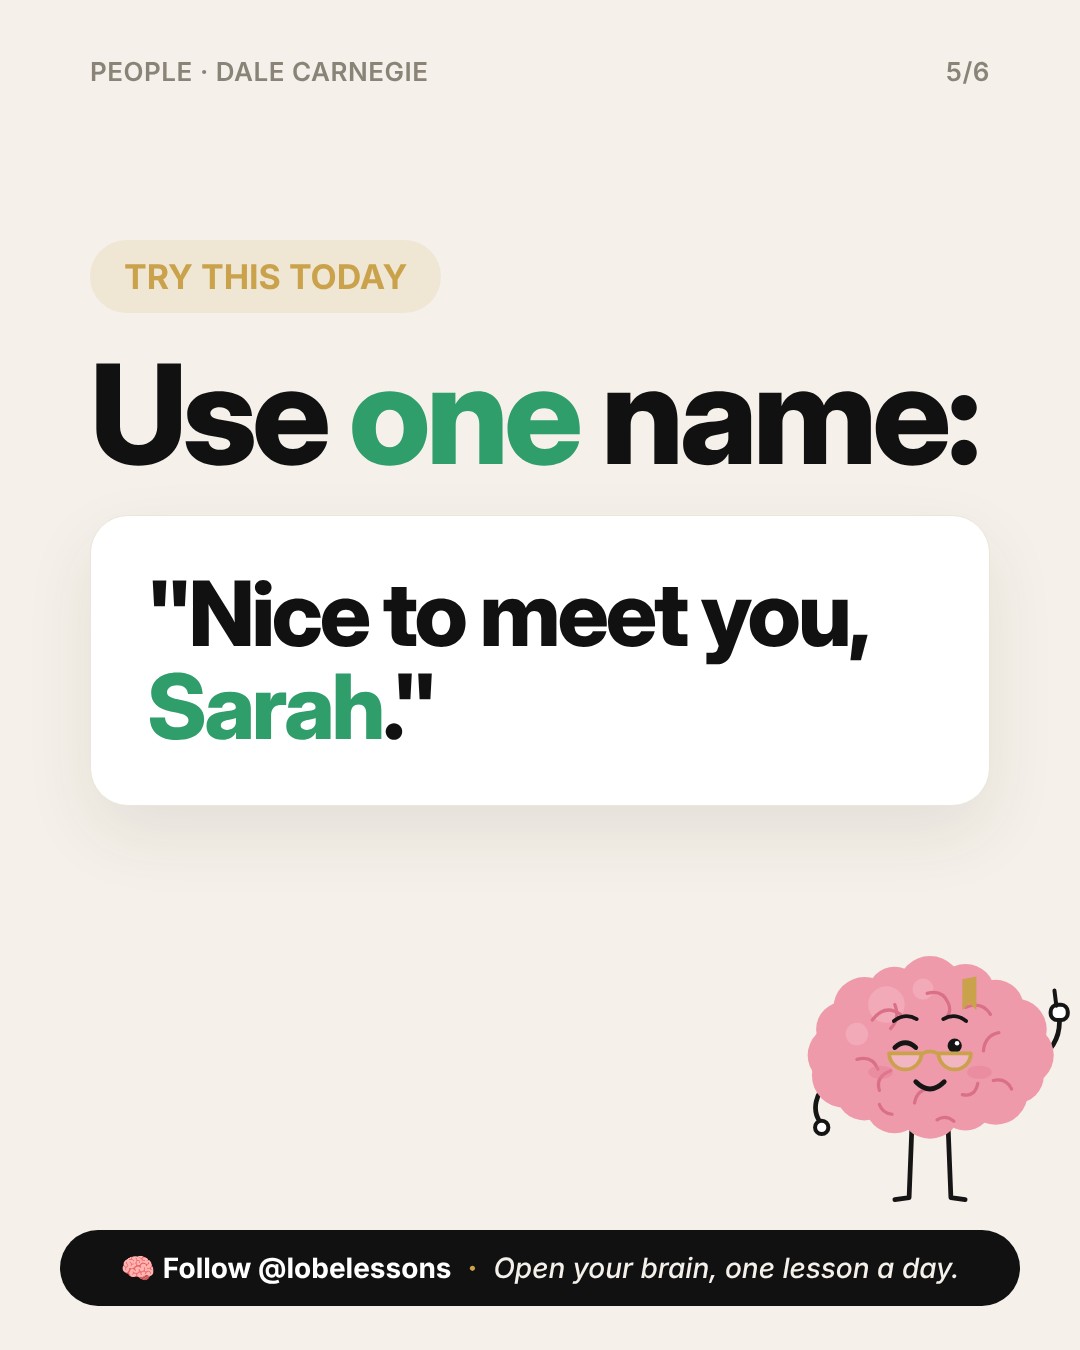 PEOPLE · DALE CARNEGIE
5/6
TRY THIS TODAY
Use one name:
"Nice to meet you,
Sarah."
🧠 Follow @lobelessons · Open your brain, one lesson a day.